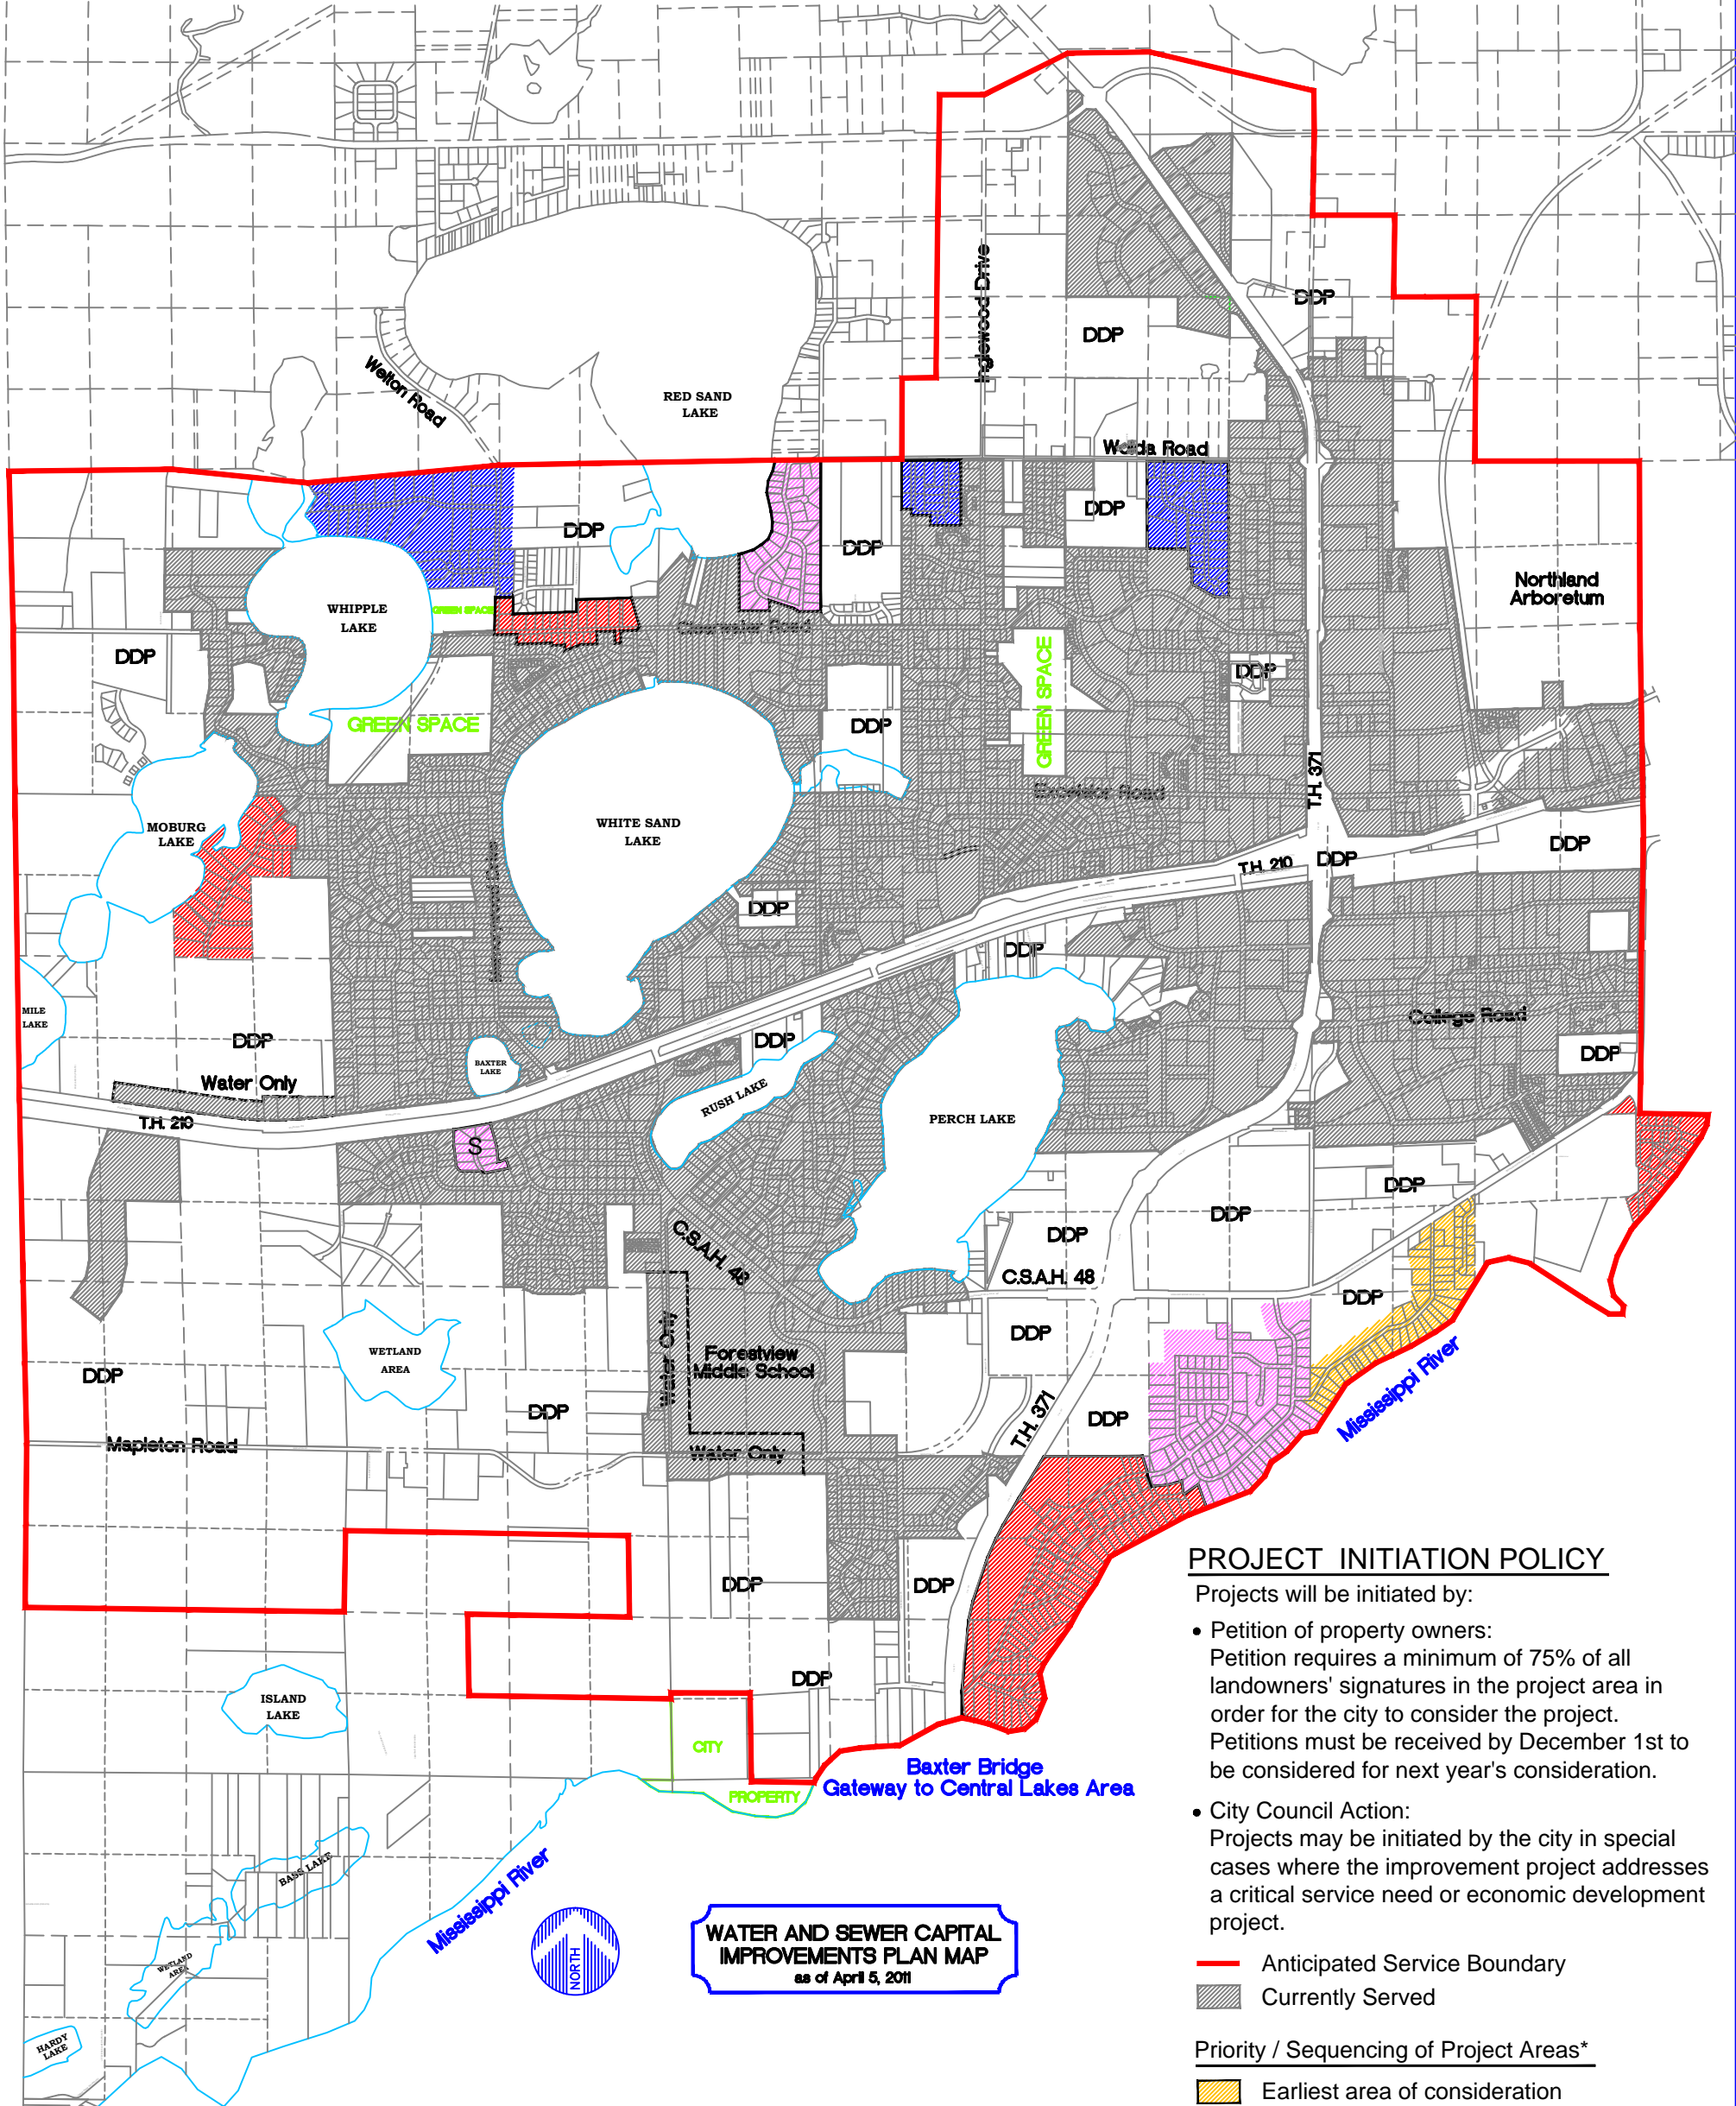 Inglewood Drive
DDP
DDP
Welton Road
RED SAND
LAKE
Woida Road
DDP
DDP
DDP
Northland
Arboretum
WHIPPLE
LAKE
GREEN SPACE
Clearwater Road
DDP
GREEN SPACE
DDP
GREEN SPACE
DDP
T.H. 371
Excelsior Road
MOBURG
LAKE
WHITE SAND
LAKE
DDP
T.H. 210
DDP
DDP
DDP
MILE
LAKE
College Road
DDP
DDP
DDP
BAXTER
LAKE
Water Only
RUSH LAKE
PERCH LAKE
T.H. 210
S
DDP
DDP
DDP
C.S.A.H. 48
C.S.A.H. 48
DDP
DDP
Water Only
WETLAND
AREA
Forestview
Middle School
DDP
Mississippi River
T.H. 371
DDP
DDP
Mapleton Road
Water Only
DDP
DDP
DDP
ISLAND
LAKE
CITY
PROPERTY
Baxter Bridge
Gateway to Central Lakes Area
BASS LAKE
Mississippi River
WETLAND
AREA
HARDY
LAKE
NORTH
WATER AND SEWER CAPITAL
IMPROVEMENTS PLAN MAP
as of April 5, 2011
PROJECT INITIATION POLICY
Projects will be initiated by:
• Petition of property owners:
Petition requires a minimum of 75% of all
landowners' signatures in the project area in
order for the city to consider the project.
Petitions must be received by December 1st to
be considered for next year's consideration.
• City Council Action:
Projects may be initiated by the city in special
cases where the improvement project addresses
a critical service need or economic development
project.
Anticipated Service Boundary
Currently Served
Priority / Sequencing of Project Areas*
Earliest area of consideration